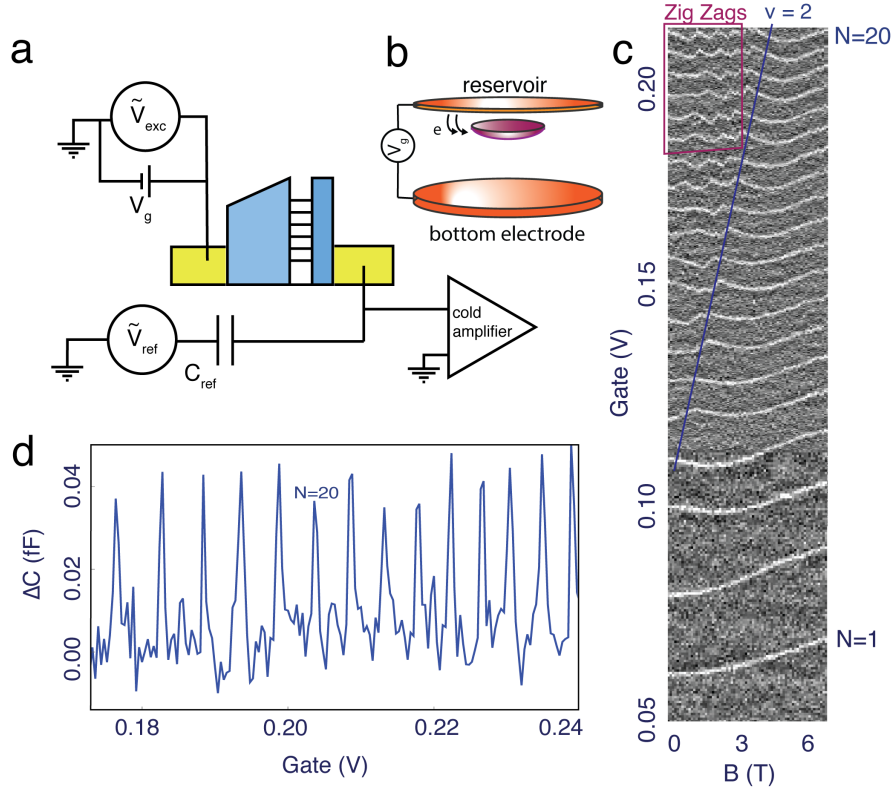 a
Ṽexc
Vg
Ṽref
Cref
cold
amplifier
b
reservoir
e
Vg
bottom electrode
c
Zig Zags
ν = 2
N=20
0.20
0.15
0.10
0.05
Gate (V)
N=1
0 3 6
B (T)
d
N=20
0.04
0.02
0.00
ΔC (fF)
0.18 0.20 0.22 0.24
Gate (V)